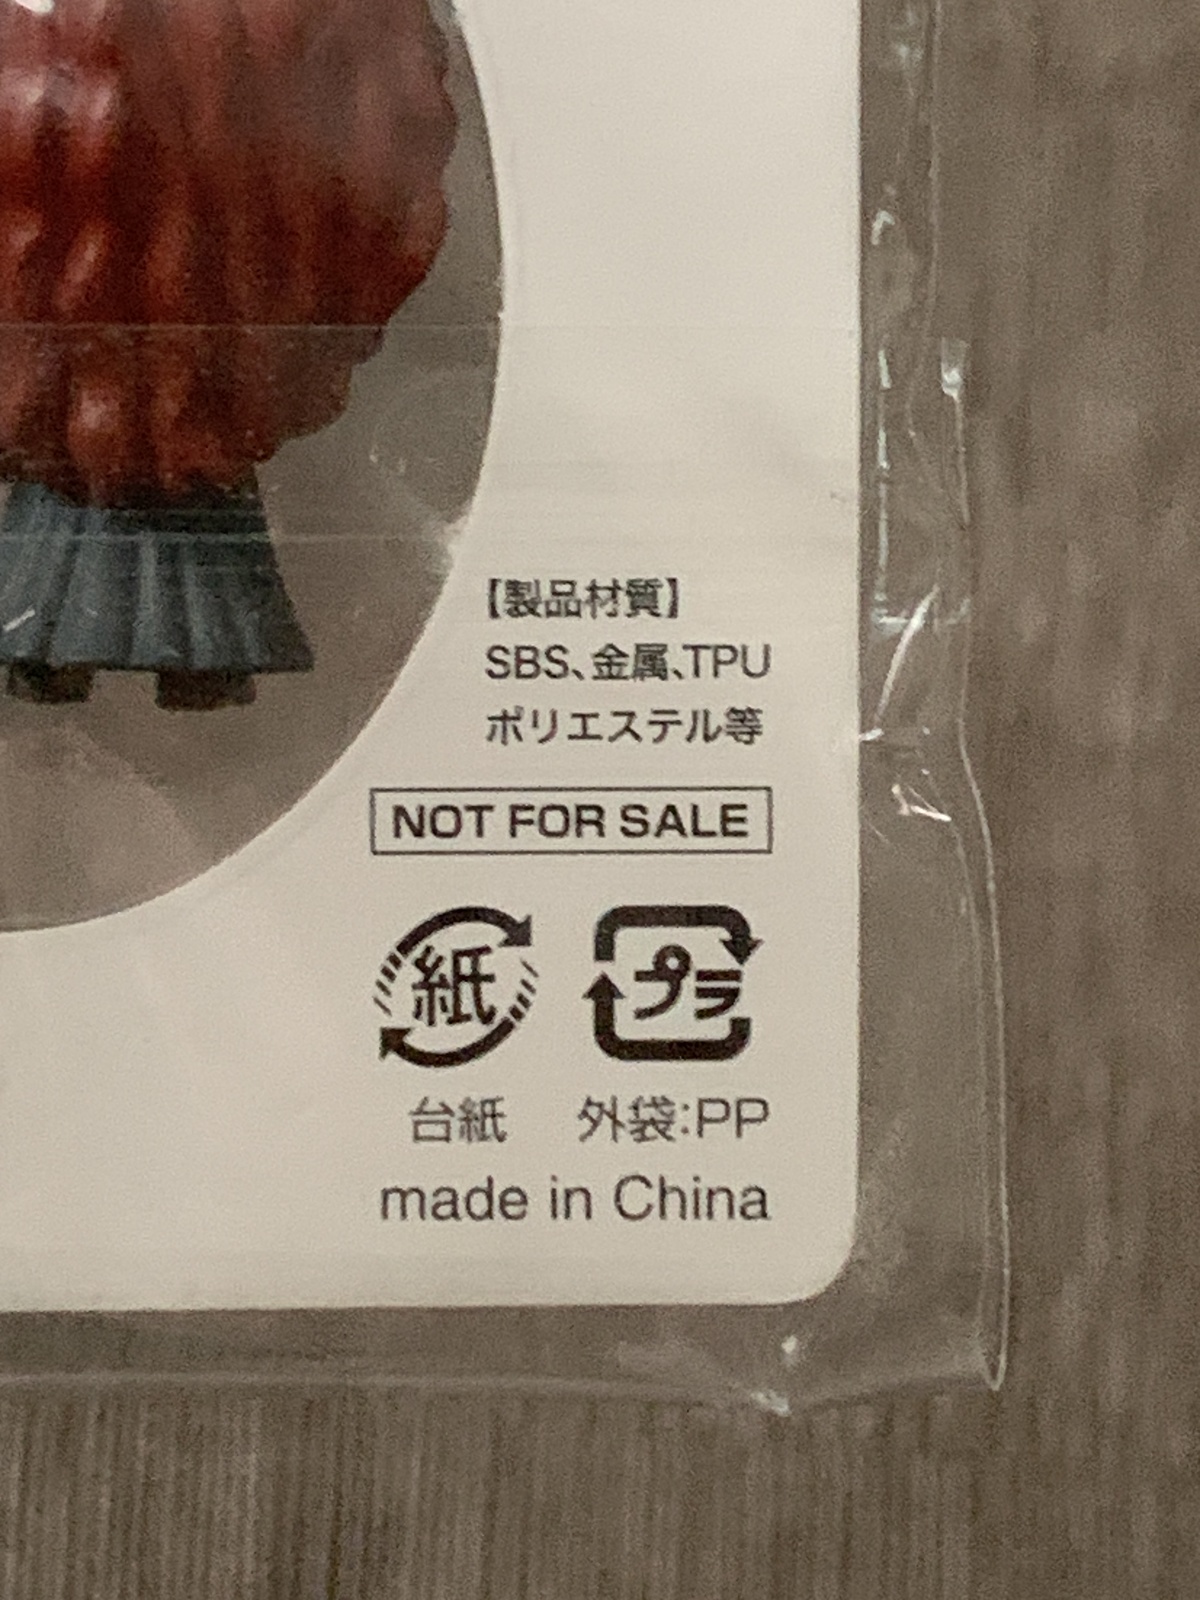 【製品材質】
SBS、金属、TPU
ポリエステル等
NOT FOR SALE
紙 プラ
台紙 外袋:PP
made in China